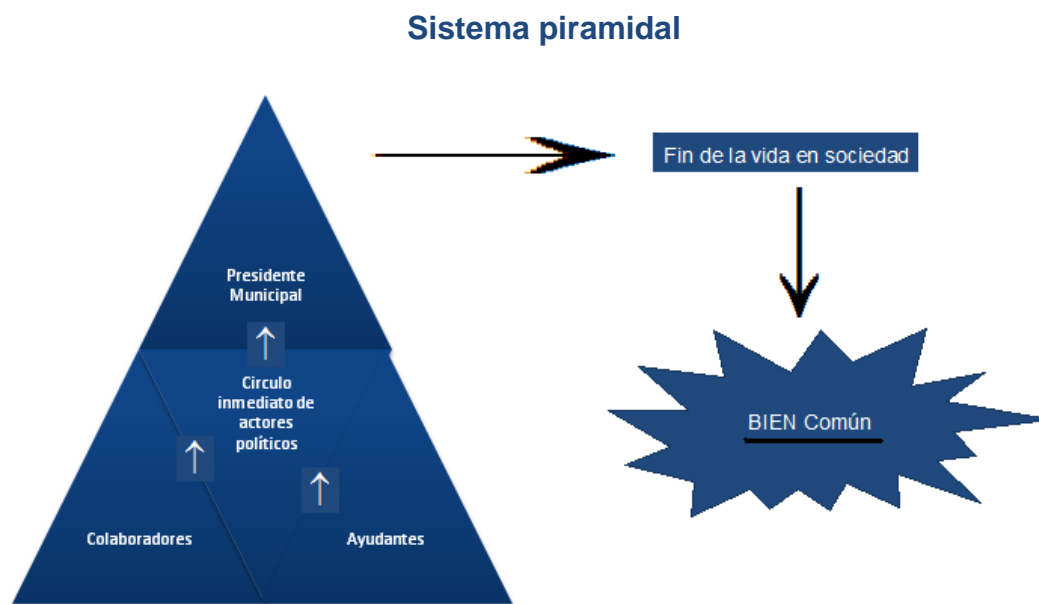 Sistema piramidal
Fin de la vida en sociedad
Presidente
Municipal
Circulo
inmediato de
actores
políticos
BIEN Común
Colaboradores
Ayudantes